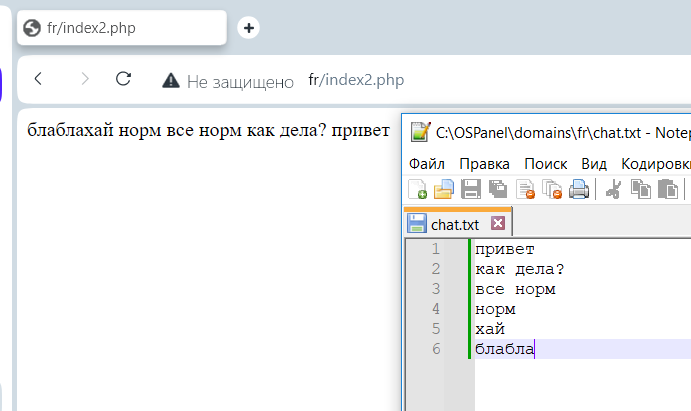 fr/index2.php
Не защищено fr/index2.php
блаблахай норм все норм как дела? привет
C:\OSPanel\domains\fr\chat.txt - Notep
Файл Правка Поиск Вид Кодировк
chat.txt
1 привет
2 как дела?
3 все норм
4 норм
5 хай
6 блабла